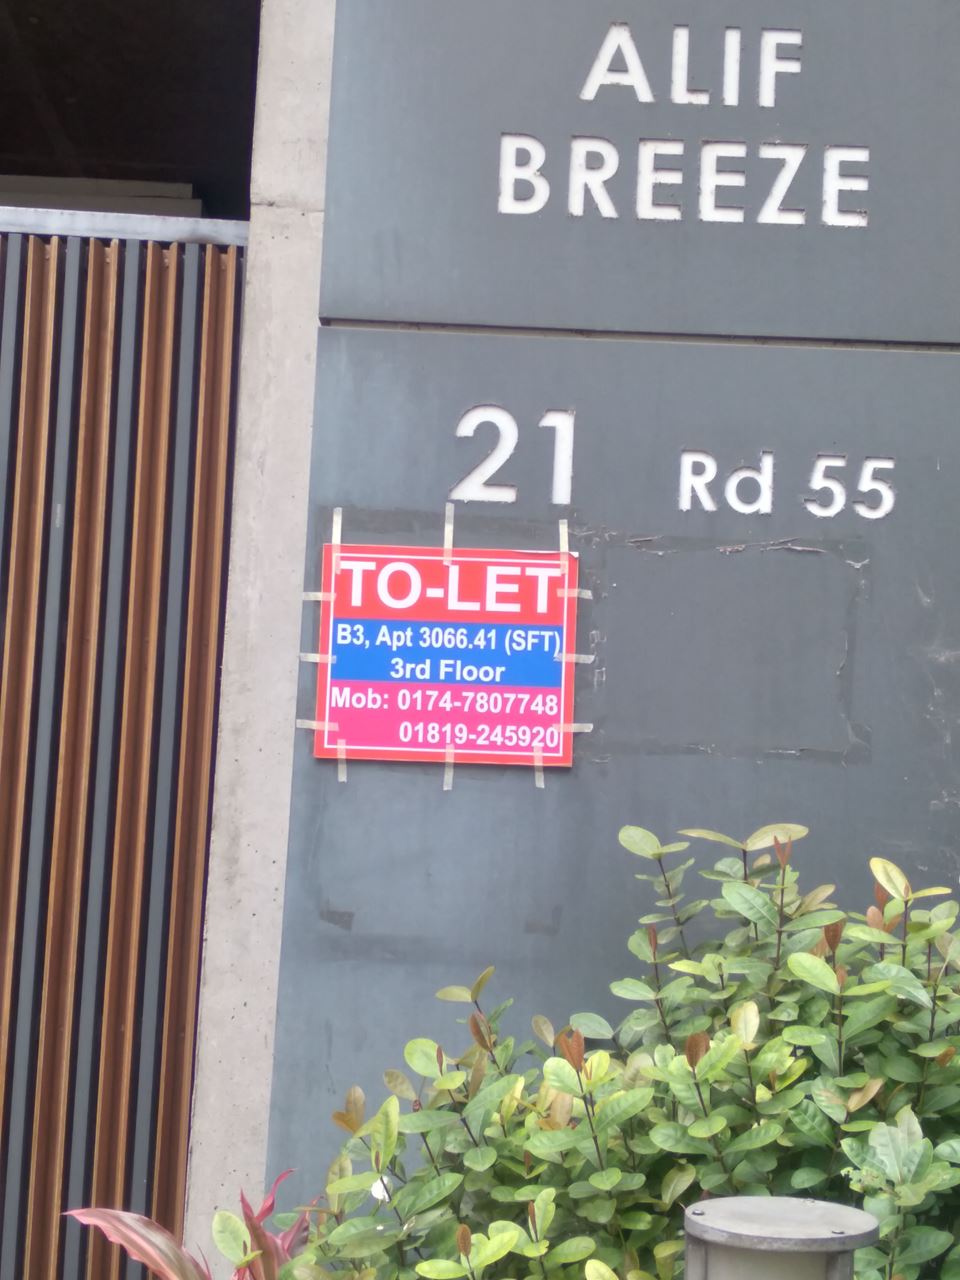 ALIF
BREEZE
21 Rd 55
TO-LET
B3, Apt 3066.41 (SFT)
3rd Floor
Mob: 0174-7807748
01819-245920